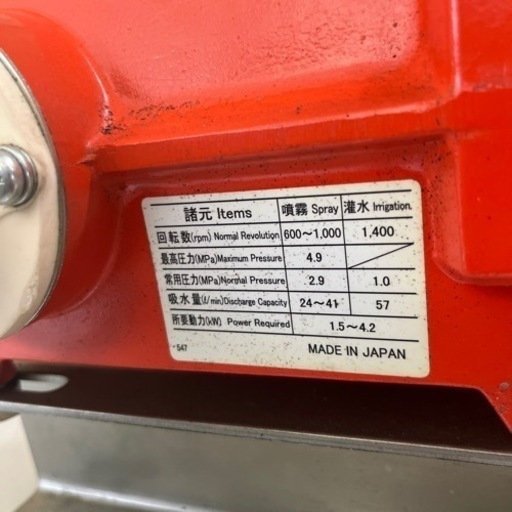 諸元 Items 噴霧 Spray 灌水 Irrigation.
回転数(rpm) Normal Revolution 600～1,000 1,400
最高圧力(MPa) Maximum Pressure 4.9
常用圧力(MPa) Normal Pressure 2.9 1.0
吸水量(ℓ/min) Discharge Capacity 24～41 57
所要動力(kW) Power Required 1.5～4.2
547 MADE IN JAPAN